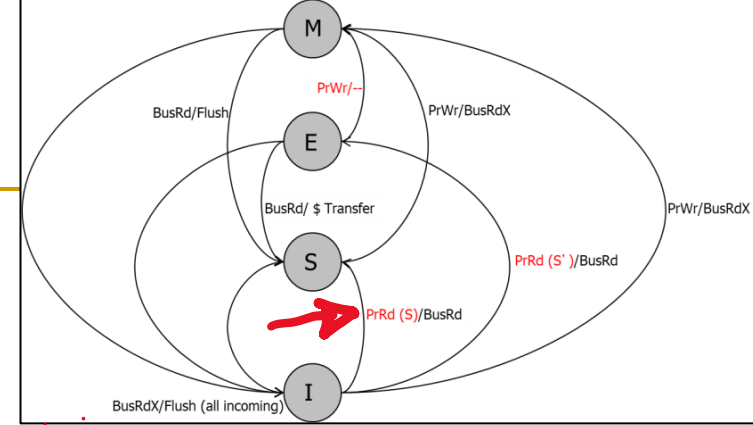 M
PrWr/--
BusRd/Flush
PrWr/BusRdX
E
BusRd/ $ Transfer
PrWr/BusRdX
S
PrRd (S' )/BusRd
PrRd (S)/BusRd
I
BusRdX/Flush (all incoming)